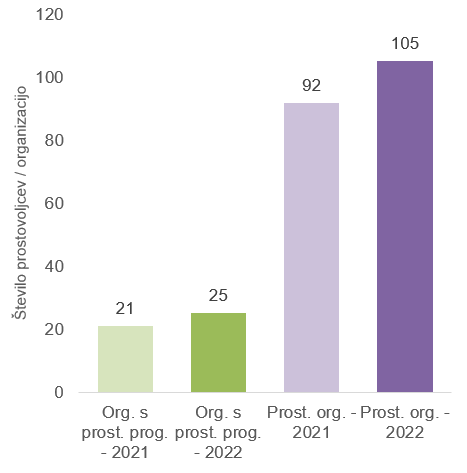 Število prostovoljcev / organizacijo
120
100
80
60
40
20
0
21
25
92
105
Org. s
prost. prog.
- 2021
Org. s
prost. prog.
- 2022
Prost. org. -
2021
Prost. org. -
2022